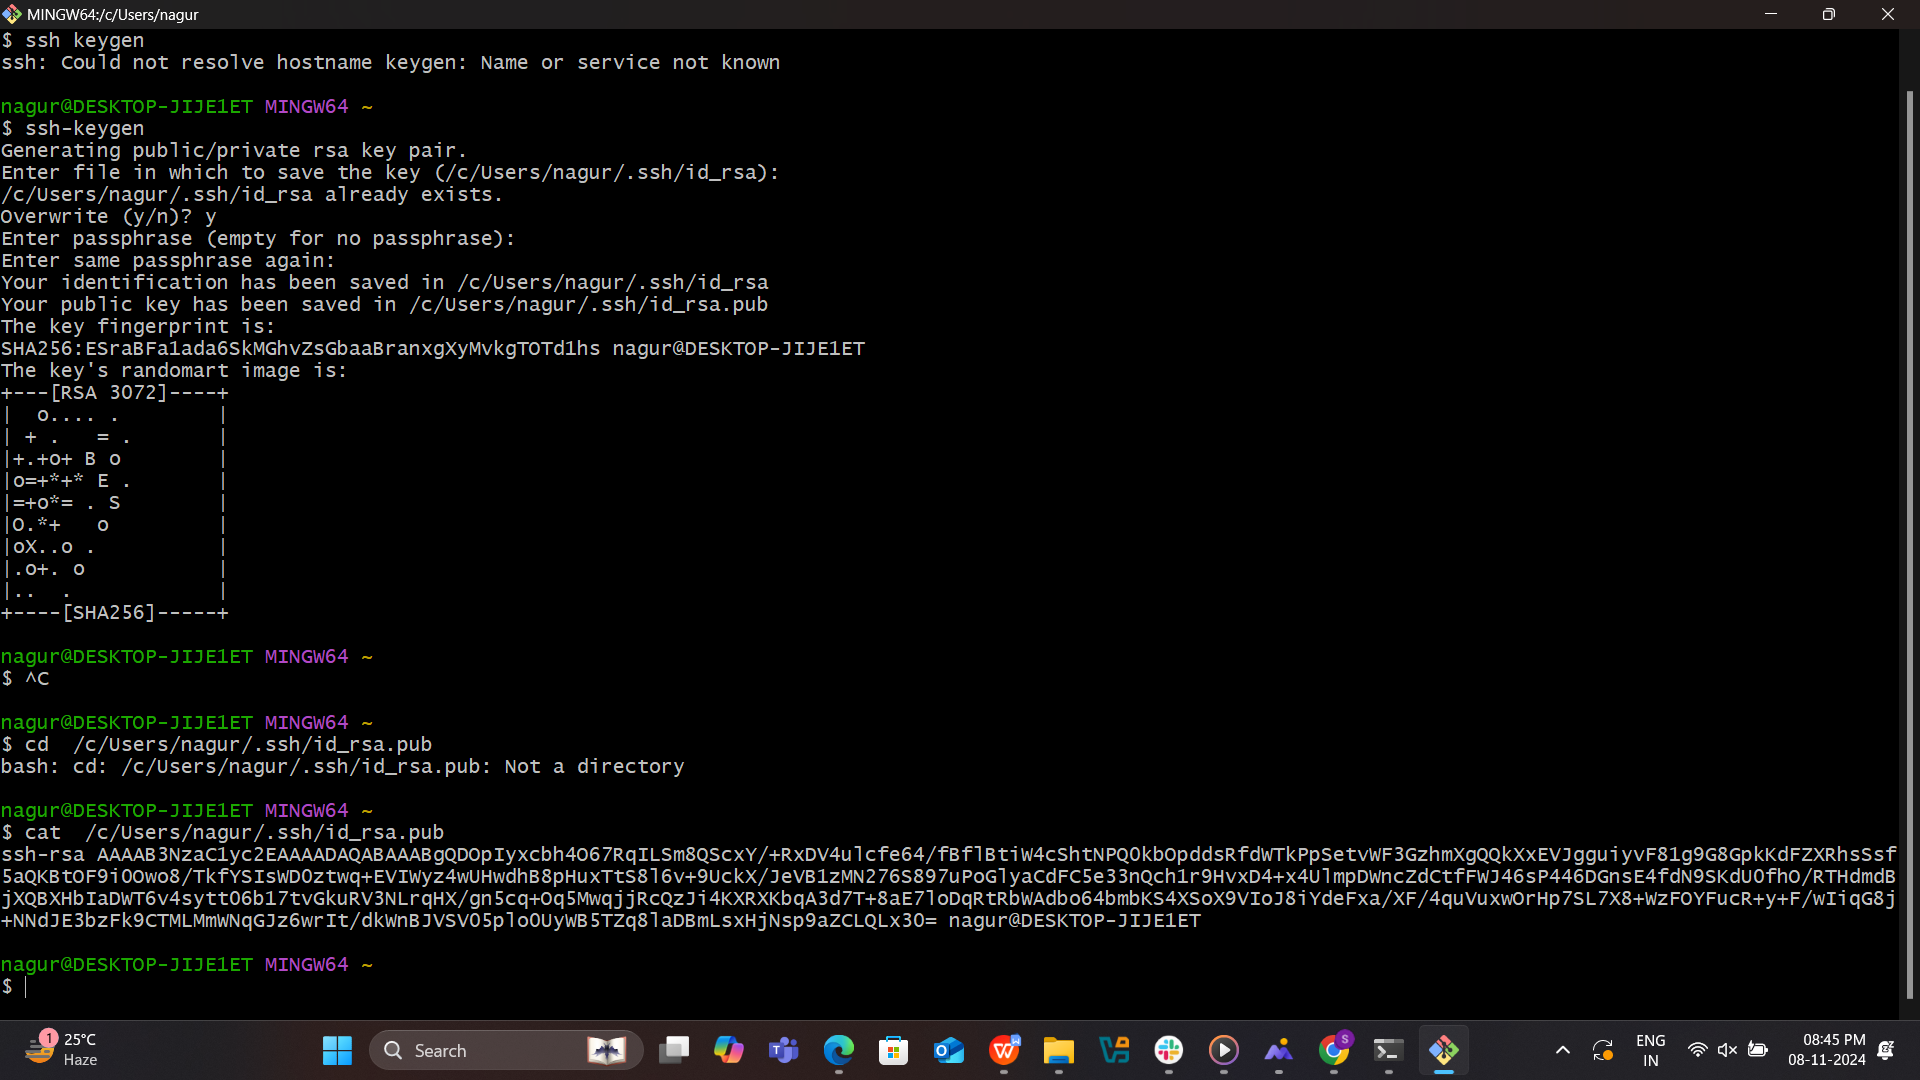 MINGW64:/c/Users/nagur
$ ssh keygen
ssh: Could not resolve hostname keygen: Name or service not known
nagur@DESKTOP-JIJE1ET MINGW64 ~
$ ssh-keygen
Generating public/private rsa key pair.
Enter file in which to save the key (/c/Users/nagur/.ssh/id_rsa):
/c/Users/nagur/.ssh/id_rsa already exists.
Overwrite (y/n)? y
Enter passphrase (empty for no passphrase):
Enter same passphrase again:
Your identification has been saved in /c/Users/nagur/.ssh/id_rsa
Your public key has been saved in /c/Users/nagur/.ssh/id_rsa.pub
The key fingerprint is:
SHA256:ESraBFa1ada6SkMGhvZsGbaaBranxgXyMvkgTOTd1hs nagur@DESKTOP-JIJE1ET
The key's randomart image is:
+---[RSA 3072]----+
|  o.... .        |
| + .   = .       |
|+.+o+ B o        |
|o=+*+* E .       |
|=+o*= . S        |
|O.*+   o         |
|oX..o .          |
|.o+. o           |
|..  .            |
+----[SHA256]-----+
nagur@DESKTOP-JIJE1ET MINGW64 ~
$ ^C
nagur@DESKTOP-JIJE1ET MINGW64 ~
$ cd  /c/Users/nagur/.ssh/id_rsa.pub
bash: cd: /c/Users/nagur/.ssh/id_rsa.pub: Not a directory
nagur@DESKTOP-JIJE1ET MINGW64 ~
$ cat  /c/Users/nagur/.ssh/id_rsa.pub
ssh-rsa AAAAB3NzaC1yc2EAAAADAQABAAABgQDOpIyxcbh4O67RqILSm8QScxY/+RxDV4ulcfe64/fBflBtiW4cShtNPQ0kbOpddsRfdWTkPpSetvWF3GzhmXgQQkXxEVJgguiyvF81g9G8GpkKdFZXRhsSsf
5aQKBtOF9iOOwo8/TkfYSIsWDOztwq+EVIWyz4wUHwdhB8pHuxTtS8l6v+9UckX/JeVB1zMN276S897uPoGlyaCdFC5e33nQch1r9HvxD4+x4UlmpDWncZdCtfFWJ46sP446DGnsE4fdN9SKdU0fhO/RTHdmdB
jXQBXHbIaDWT6v4sytt06b17tvGkuRV3NLrqHX/gn5cq+Oq5MwqjjRcQzJi4KXRXKbqA3d7T+8aE7loDqRtRbWAdbo64bmbKS4XSoX9VIoJ8iYdeFxa/XF/4quVuxwOrHp7SL7X8+WzFOYFucR+y+F/wIiqG8j
+NNdJE3bzFk9CTMLMmWNqGJz6wrIt/dkWnBJVSV05ploOUyWB5TZq8laDBmLsxHjNsp9aZCLQLx30= nagur@DESKTOP-JIJE1ET
nagur@DESKTOP-JIJE1ET MINGW64 ~
$
1
25°C
Haze
Search
S
ENG
IN
08:45 PM
08-11-2024